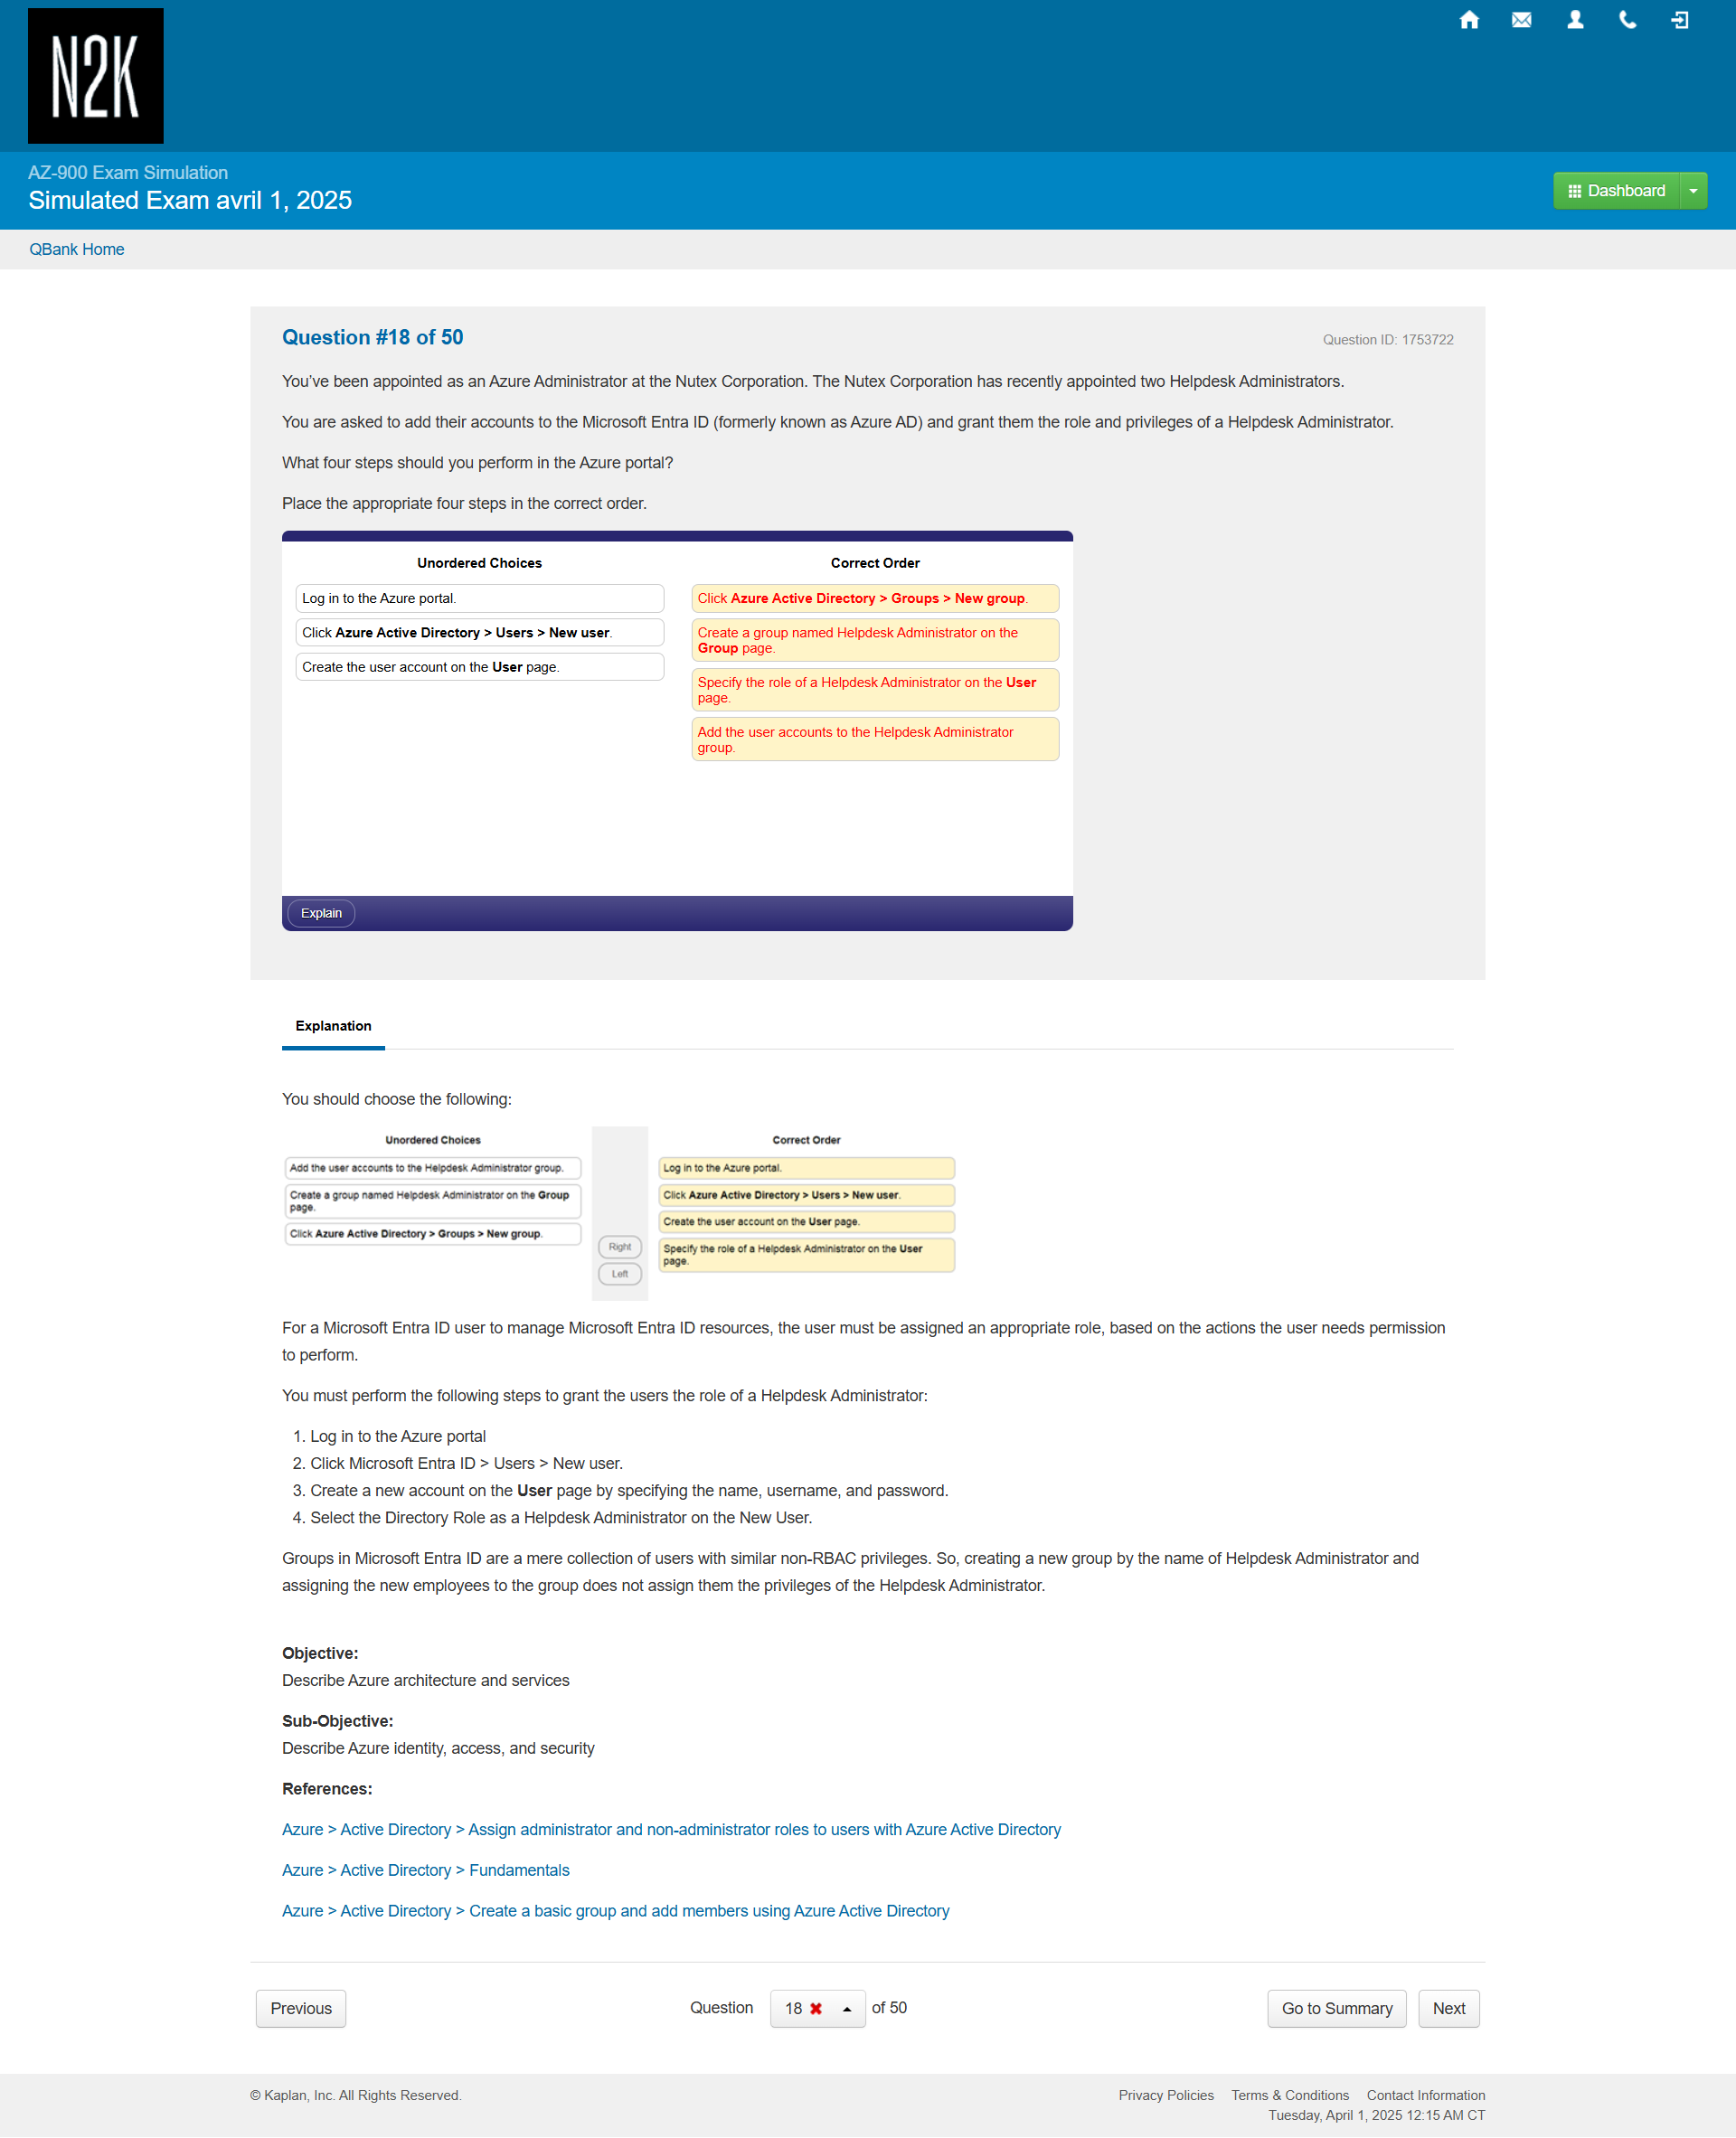 N2K
AZ-900 Exam Simulation
Simulated Exam avril 1, 2025
Dashboard
QBank Home
Question #18 of 50
Question ID: 1753722
You've been appointed as an Azure Administrator at the Nutex Corporation. The Nutex Corporation has recently appointed two Helpdesk Administrators.
You are asked to add their accounts to the Microsoft Entra ID (formerly known as Azure AD) and grant them the role and privileges of a Helpdesk Administrator.
What four steps should you perform in the Azure portal?
Place the appropriate four steps in the correct order.
Unordered Choices
Log in to the Azure portal.
Click Azure Active Directory > Users > New user.
Create the user account on the User page.
Correct Order
Click Azure Active Directory > Groups > New group.
Create a group named Helpdesk Administrator on the
Group page.
Specify the role of a Helpdesk Administrator on the User
page.
Add the user accounts to the Helpdesk Administrator
group.
Explain
Explanation
You should choose the following:
Unordered Choices
Add the user accounts to the Helpdesk Administrator group.
Create a group named Helpdesk Administrator on the Group
page.
Click Azure Active Directory > Groups > New group.
Right
Left
Correct Order
Log in to the Azure portal.
Click Azure Active Directory > Users > New user.
Create the user account on the User page.
Specify the role of a Helpdesk Administrator on the User
page.
For a Microsoft Entra ID user to manage Microsoft Entra ID resources, the user must be assigned an appropriate role, based on the actions the user needs permission
to perform.
You must perform the following steps to grant the users the role of a Helpdesk Administrator:
1. Log in to the Azure portal
2. Click Microsoft Entra ID > Users > New user.
3. Create a new account on the User page by specifying the name, username, and password.
4. Select the Directory Role as a Helpdesk Administrator on the New User.
Groups in Microsoft Entra ID are a mere collection of users with similar non-RBAC privileges. So, creating a new group by the name of Helpdesk Administrator and
assigning the new employees to the group does not assign them the privileges of the Helpdesk Administrator.
Objective:
Describe Azure architecture and services
Sub-Objective:
Describe Azure identity, access, and security
References:
Azure > Active Directory > Assign administrator and non-administrator roles to users with Azure Active Directory
Azure > Active Directory > Fundamentals
Azure > Active Directory > Create a basic group and add members using Azure Active Directory
Previous
Question 18 of 50
Go to Summary
Next
© Kaplan, Inc. All Rights Reserved.
Privacy Policies Terms & Conditions Contact Information
Tuesday, April 1, 2025 12:15 AM CT